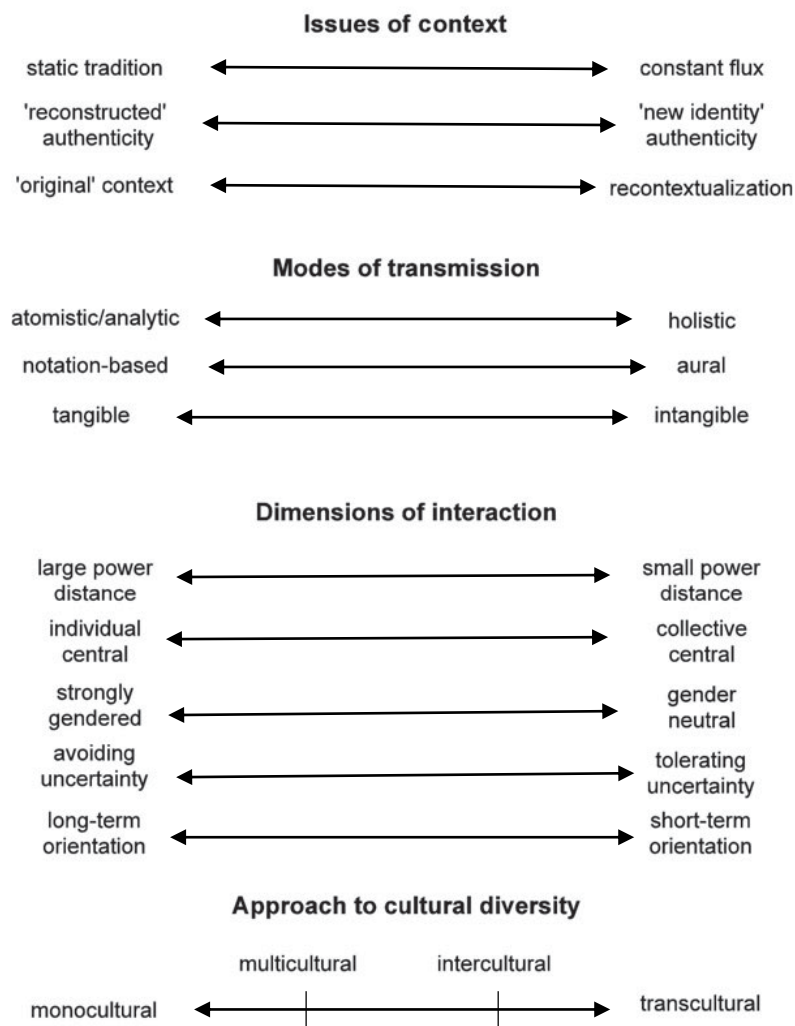 Issues of context
static tradition constant flux
'reconstructed' 'new identity'
authenticity authenticity
'original' context recontextualization
Modes of transmission
atomistic/analytic holistic
notation-based aural
tangible intangible
Dimensions of interaction
large power small power
distance distance
individual collective
central central
strongly gender
gendered neutral
avoiding tolerating
uncertainty uncertainty
long-term short-term
orientation orientation
Approach to cultural diversity
multicultural intercultural
monocultural transcultural